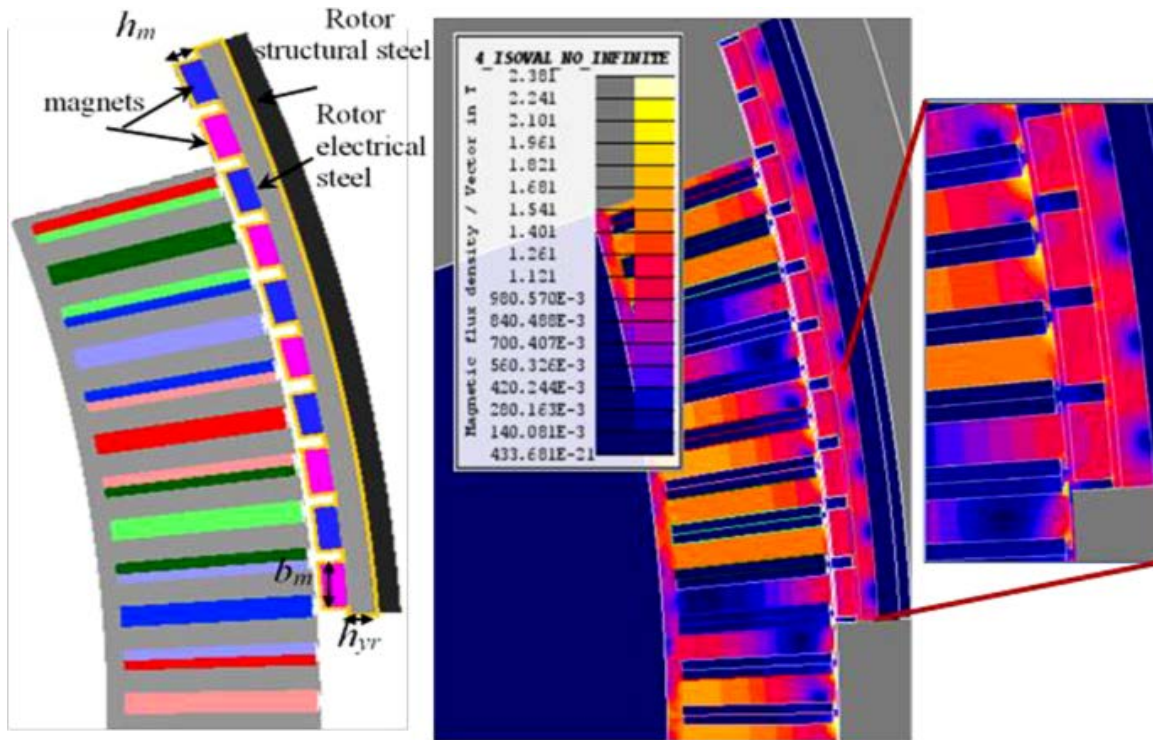 h_m
Rotor
structural steel
magnets
Rotor
electrical
steel
b_m
h_yr
4_ISOVAL_NO_INFINITE
Magnetic flux density / Vector in T
2.381
2.241
2.101
1.961
1.821
1.681
1.541
1.401
1.261
1.121
980.570E-3
840.488E-3
700.407E-3
560.326E-3
420.244E-3
280.163E-3
140.081E-3
433.681E-21